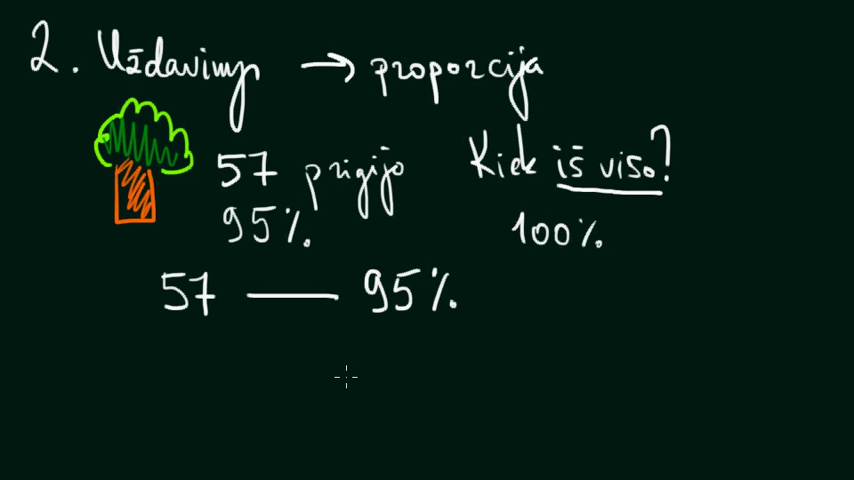 2. Uždavinys → proporcija
57 prigijo Kiek iš viso?
95% 100%
57 — 95%